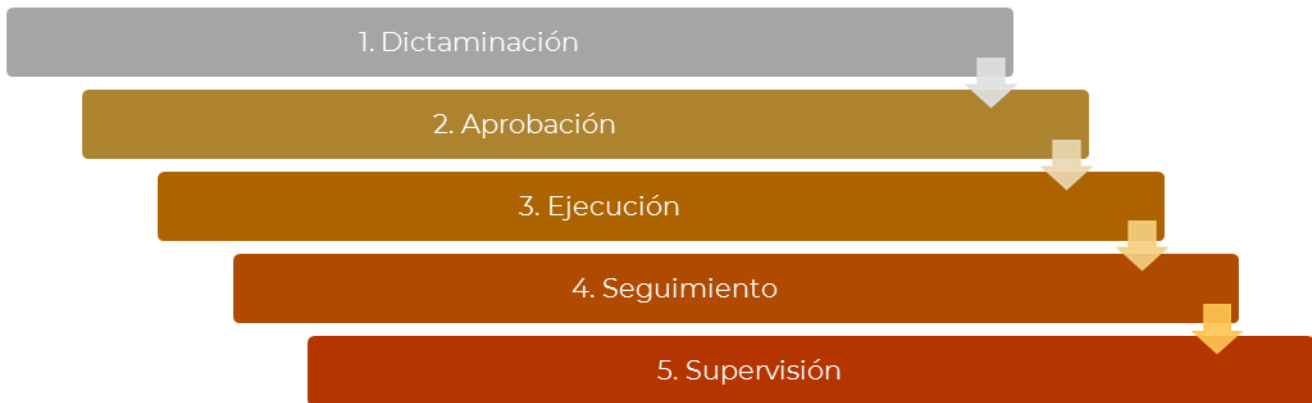 1. Dictaminación
2. Aprobación
3. Ejecución
4. Seguimiento
5. Supervisión